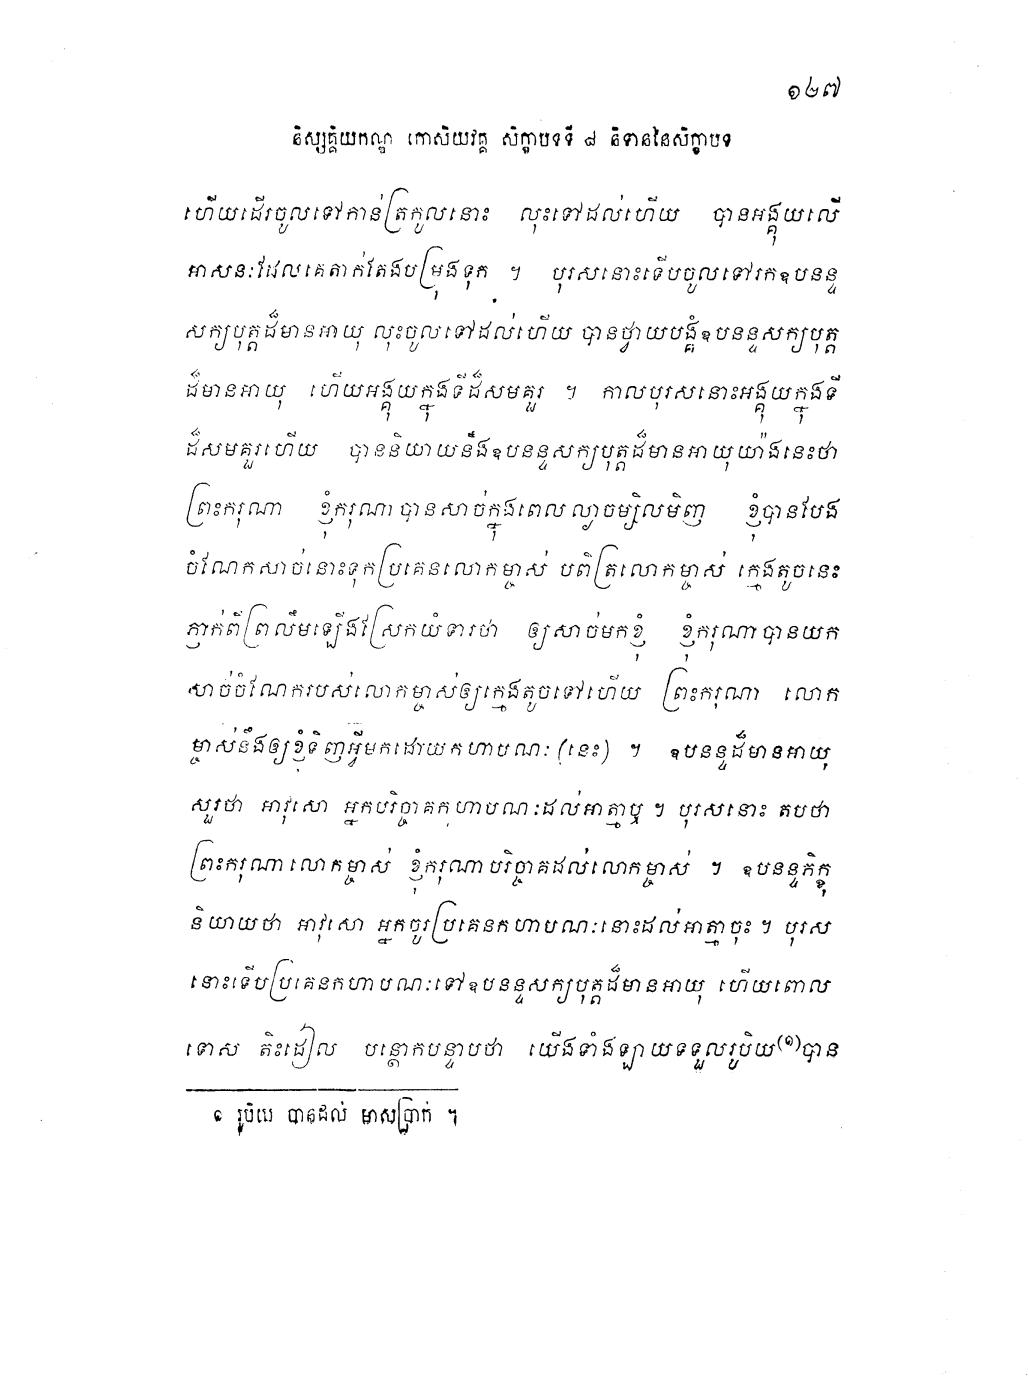 ១២៧
និស្សគ្គិយកណ្ឌ កោសិយវគ្គ សិក្ខាបទទី ៨ និទាននៃសិក្ខាបទ
ហើយដើរចូលទៅកាន់ត្រកូលនោះ លុះទៅដល់ហើយ បានអង្គុយលើ
អាសនៈដែលគេតាក់តែងបម្រុងទុក ។ បុរសនោះទើបចូលទៅរកឧបនន្ទ
សក្យបុត្តដ៏មានអាយុ លុះចូលទៅដល់ហើយ បានថ្វាយបង្គំឧបនន្ទសក្យបុត្ត
ដ៏មានអាយុ ហើយអង្គុយក្នុងទីដ៏សមគួរ ។ កាលបុរសនោះអង្គុយក្នុងទី
ដ៏សមគួរហើយ បាននិយាយនឹងឧបនន្ទសក្យបុត្តដ៏មានអាយុយ៉ាងនេះថា
ព្រះករុណា ខ្ញុំករុណាបានសាច់ក្នុងពេលល្ងាចម្សិលមិញ ខ្ញុំបានបែង
ចំណែកសាច់នោះទុកប្រគេនលោកម្ចាស់ បពិត្រលោកម្ចាស់ ក្មេងតូចនេះ
ភ្ញាក់ពីព្រលឹមឡើងស្រែកយំទារថា ឲ្យសាច់មកខ្ញុំ ខ្ញុំករុណាបានយក
សាច់ចំណែករបស់លោកម្ចាស់ឲ្យក្មេងតូចទៅហើយ ព្រះករុណា លោក
ម្ចាស់នឹងឲ្យខ្ញុំទិញអ្វីមកដោយកហាបណៈ (នេះ) ។ ឧបនន្ទដ៏មានអាយុ
សួរថា អាវុសោ អ្នកបរិច្ចាគកហាបណៈដល់អាត្មាឬ ។ បុរសនោះ តបថា
ព្រះករុណាលោកម្ចាស់ ខ្ញុំករុណាបរិច្ចាគដល់លោកម្ចាស់ ។ ឧបនន្ទភិក្ខុ
និយាយថា អាវុសោ អ្នកចូរប្រគេនកហាបណៈនោះដល់អាត្មាចុះ ។ បុរស
នោះទើបប្រគេនកហាបណៈទៅឧបនន្ទសក្យបុត្តដ៏មានអាយុ ហើយពោល
ទោស តិះដៀល បន្តោកបន្ទាបថា យើងទាំងឡាយទទួលរូបិយ(១)បាន
១ រូបិយ បានដល់ មាសប្រាក់ ។